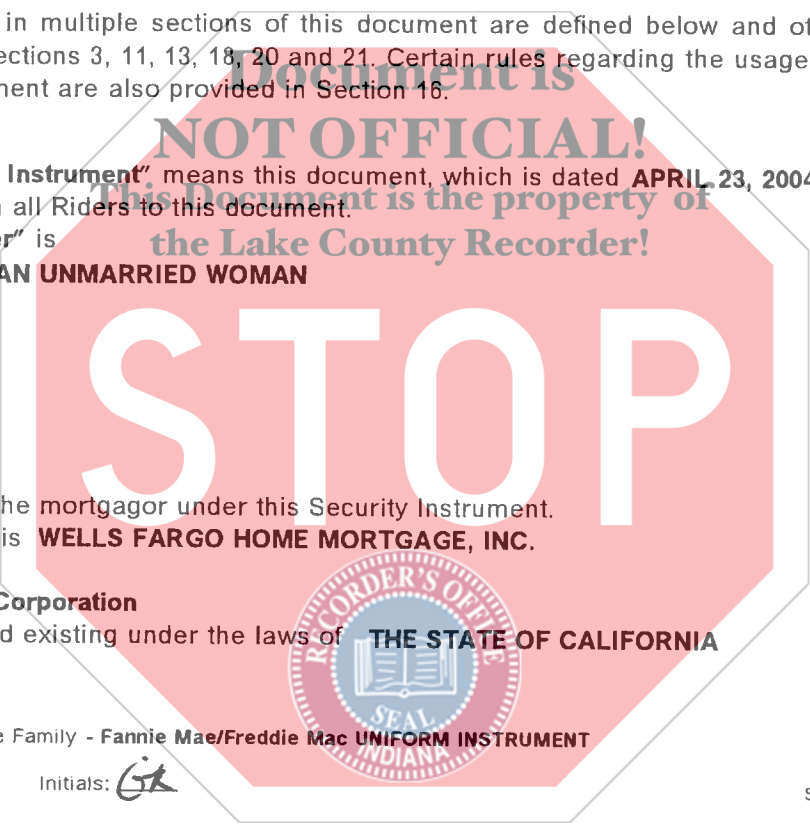 in multiple sections of this document are defined below and ot
ections 3, 11, 13, 18, 20 and 21. Certain rules regarding the usage
nent are also provided in Section 16.
Document is
NOT OFFICIAL!
This Document is the property of
the Lake County Recorder!
Instrument" means this document, which is dated APRIL 23, 2004
all Riders to this document.
r" is
AN UNMARRIED WOMAN
STOP
he mortgagor under this Security Instrument.
is WELLS FARGO HOME MORTGAGE, INC.
Corporation
d existing under the laws of THE STATE OF CALIFORNIA
RECORDER'S OFFICE
SEAL
INDIANA
e Family - Fannie Mae/Freddie Mac UNIFORM INSTRUMENT
Initials: